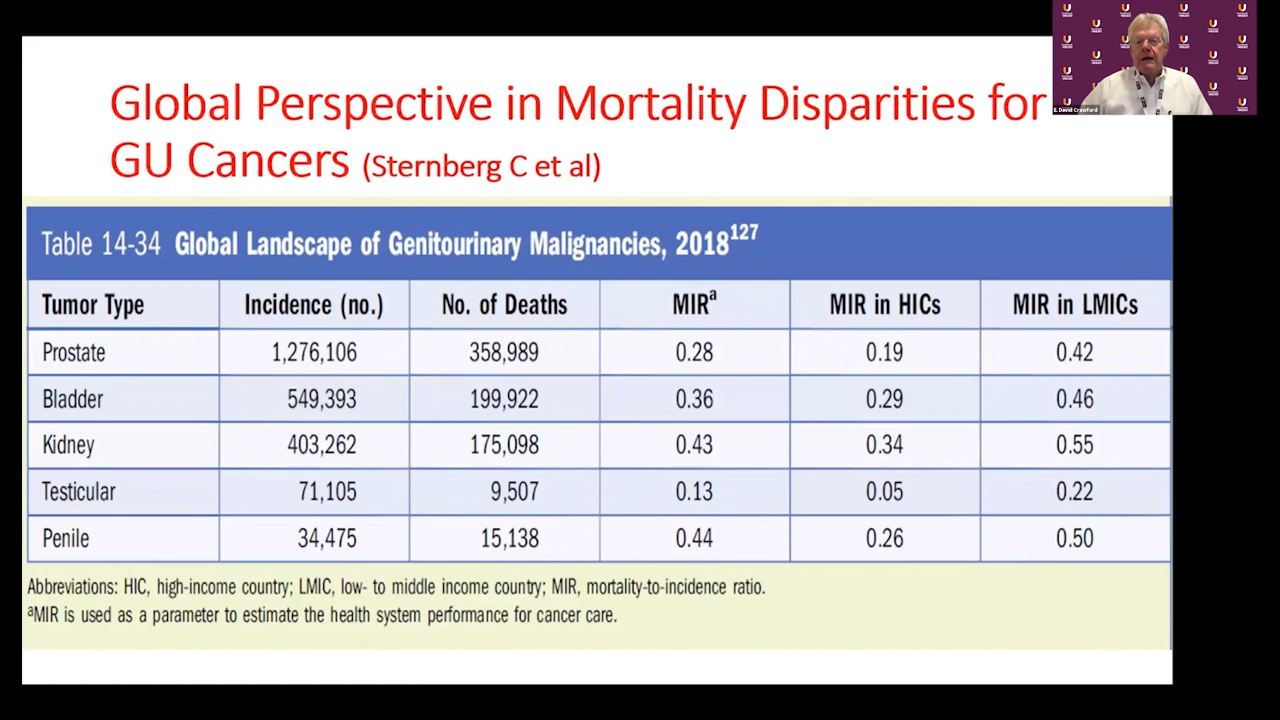 Global Perspective in Mortality Disparities for
GU Cancers (Sternberg C et al)
E. David Crawford
Table 14-34 Global Landscape of Genitourinary Malignancies, 2018¹²⁷
Tumor Type Incidence (no.) No. of Deaths MIRᵃ MIR in HICs MIR in LMICs
Prostate 1,276,106 358,989 0.28 0.19 0.42
Bladder 549,393 199,922 0.36 0.29 0.46
Kidney 403,262 175,098 0.43 0.34 0.55
Testicular 71,105 9,507 0.13 0.05 0.22
Penile 34,475 15,138 0.44 0.26 0.50
Abbreviations: HIC, high-income country; LMIC, low- to middle income country; MIR, mortality-to-incidence ratio.
ᵃMIR is used as a parameter to estimate the health system performance for cancer care.